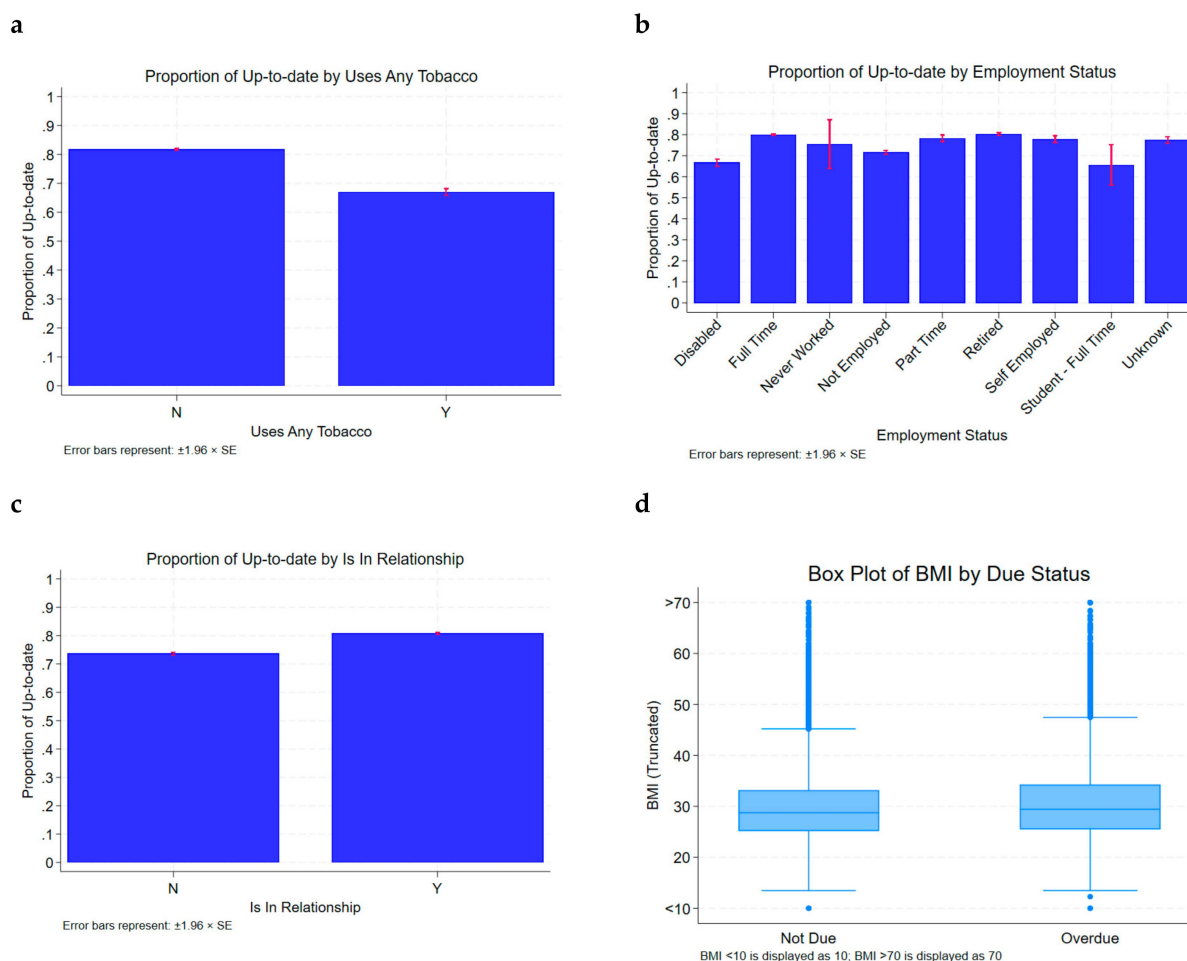 a
Proportion of Up-to-date by Uses Any Tobacco
Proportion of Up-to-date
1
.9
.8
.7
.6
.5
.4
.3
.2
.1
0
N
Y
Uses Any Tobacco
Error bars represent: ±1.96 × SE
b
Proportion of Up-to-date by Employment Status
Proportion of Up-to-date
1
.9
.8
.7
.6
.5
.4
.3
.2
.1
0
Disabled
Full Time
Never Worked
Not Employed
Part Time
Retired
Self Employed
Student - Full Time
Unknown
Employment Status
Error bars represent: ±1.96 × SE
c
Proportion of Up-to-date by Is In Relationship
Proportion of Up-to-date
1
.9
.8
.7
.6
.5
.4
.3
.2
.1
0
N
Y
Is In Relationship
Error bars represent: ±1.96 × SE
d
Box Plot of BMI by Due Status
BMI (Truncated)
>70
60
50
40
30
20
<10
Not Due
Overdue
BMI <10 is displayed as 10; BMI >70 is displayed as 70